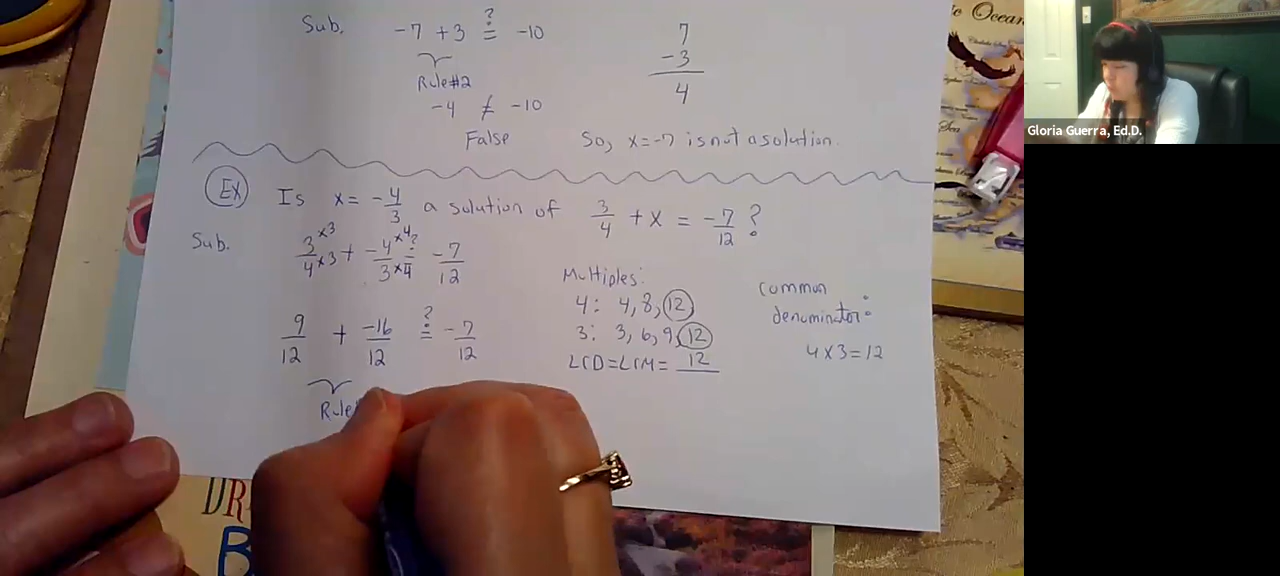 Sub. -7 + 3 ≟ -10
Rule#2
-4 ≠ -10
False
7
-3
4
So, x=-7 is not a solution.
Ex Is x = -4/3 a solution of 3/4 + x = -7/12 ?
Sub. 3×3/4×3 + -4×4/3×4 ≟ -7/12
9/12 + -16/12 ≟ -7/12
Rule
Multiples:
4: 4, 8, 12
3: 3, 6, 9, 12
LCD=LCM= 12
Common
denominator:
4 x 3 = 12
Ocean
Gloria Guerra, Ed.D.
DR
B